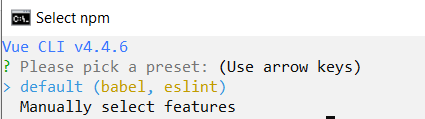 Select npm
Vue CLI v4.4.6
? Please pick a preset: (Use arrow keys)
> default (babel, eslint)
Manually select features